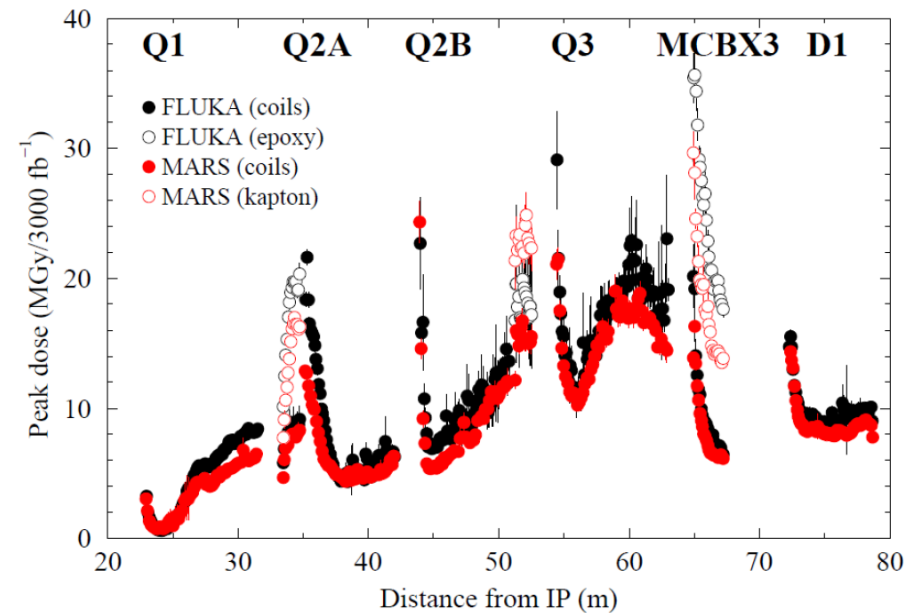 40
Q1 Q2A Q2B Q3 MCBX3 D1
FLUKA (coils)
FLUKA (epoxy)
MARS (coils)
MARS (kapton)
30
20
10
0
Peak dose (MGy/3000 fb⁻¹)
20 30 40 50 60 70 80
Distance from IP (m)